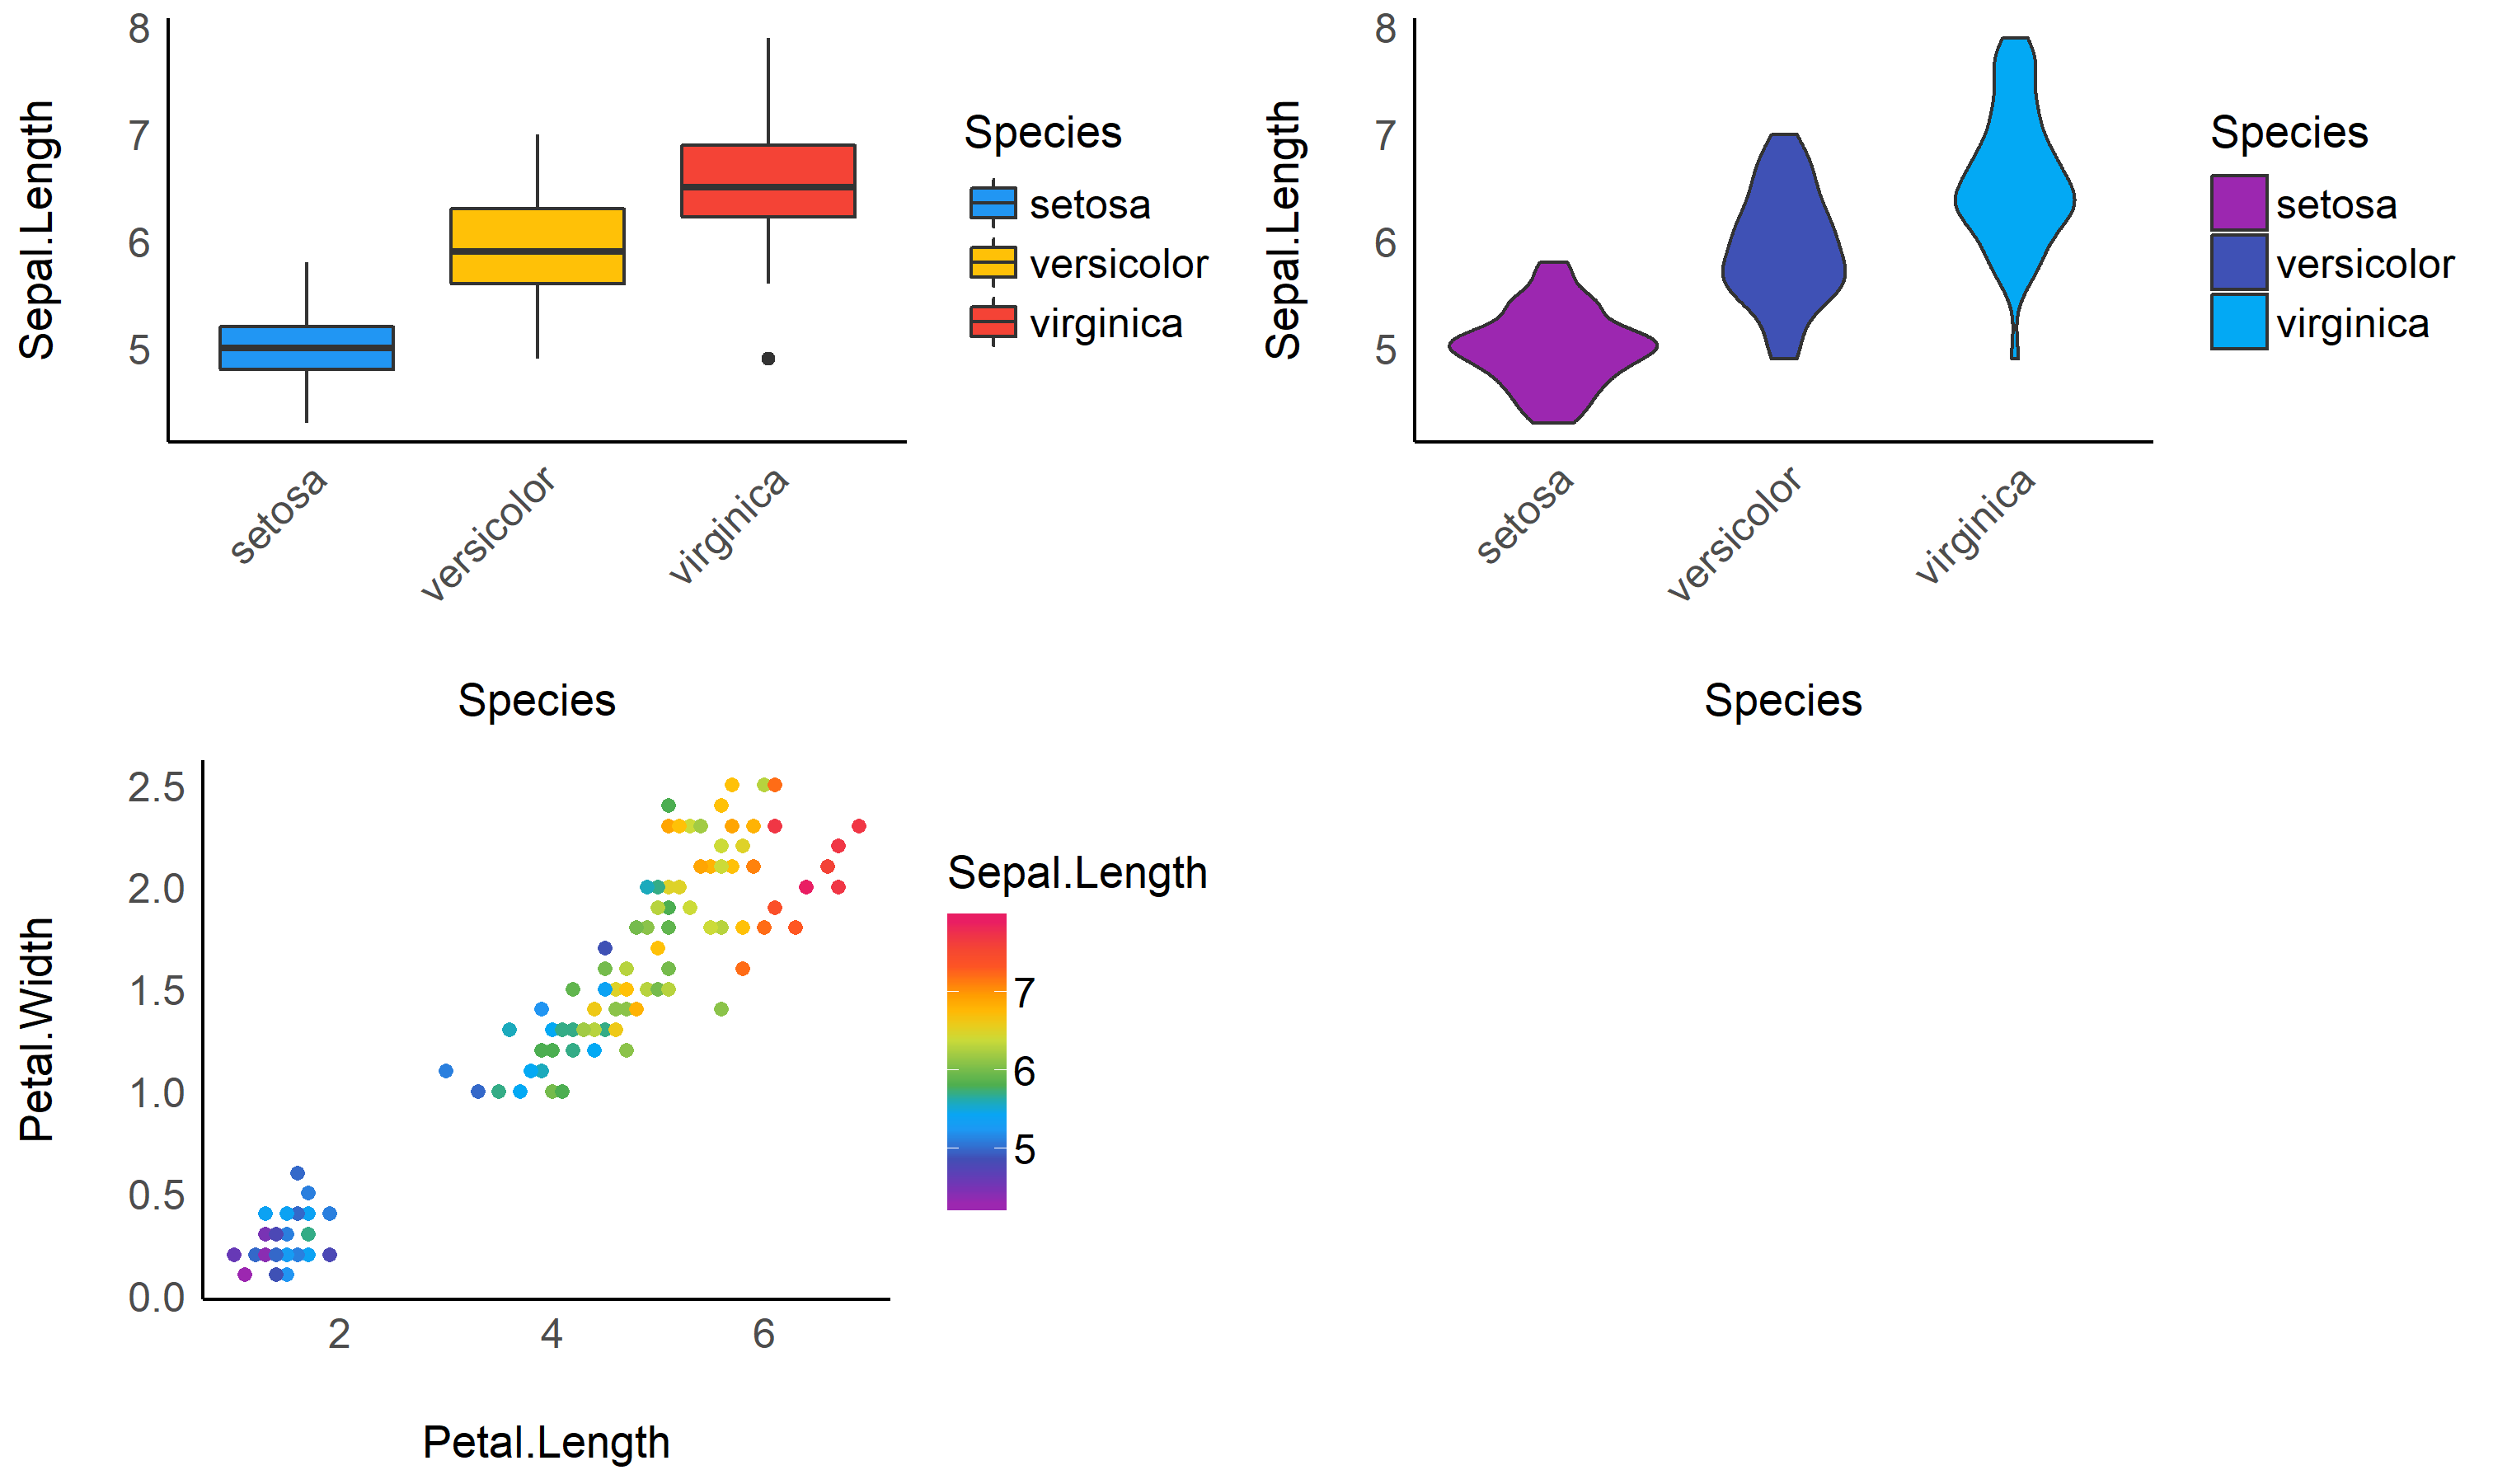 Sepal.Length
8
7
6
5
setosa
versicolor
virginica
Species
Species
setosa
versicolor
virginica
Sepal.Length
8
7
6
5
setosa
versicolor
virginica
Species
Species
setosa
versicolor
virginica
Petal.Width
2.5
2.0
1.5
1.0
0.5
0.0
2 4 6
Petal.Length
Sepal.Length
7
6
5